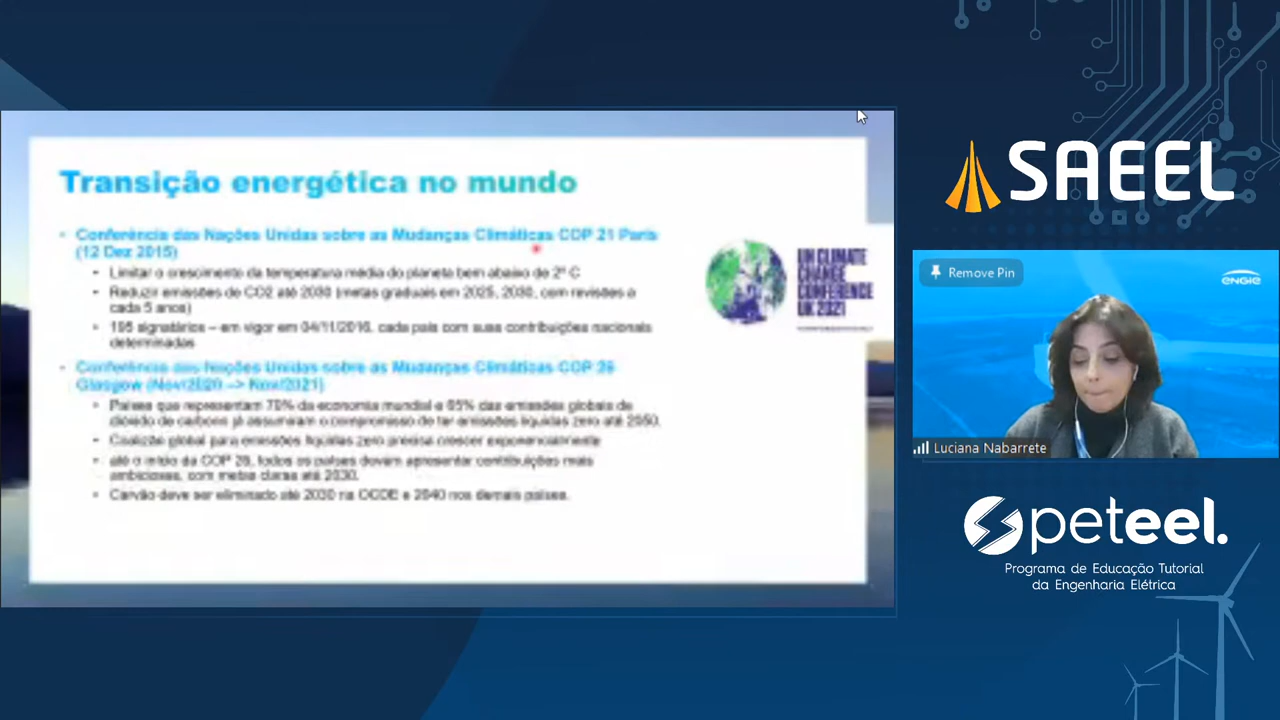 Transição energética no mundo
Conferência das Nações Unidas sobre as Mudanças Climáticas COP 21 Paris
(12 Dez 2015)
Limitar o crescimento da temperatura média do planeta bem abaixo de 2º C
Reduzir emissões de CO2 até 2030 (metas graduais em 2025, 2030, com revisões a
cada 5 anos)
195 signatários – em vigor em 04/11/2016, cada país com suas contribuições nacionais
determinadas
Conferência das Nações Unidas sobre as Mudanças Climáticas COP 26
Glasgow (Nov/2020 --> Nov/2021)
Países que representam 70% da economia mundial e 65% das emissões globais de
dióxido de carbono já assumiram o compromisso de ter emissões líquidas zero até 2050.
Coalizão global para emissões líquidas zero precisa crescer exponencialmente
até o início da COP 26, todos os países devam apresentar contribuições mais
ambiciosas, com metas claras até 2030.
Carvão deve ser eliminado até 2030 na OCDE e 2040 nos demais países.
UN CLIMATE
CHANGE
CONFERENCE
UK 2021
SAEEL
Remove Pin
ENGIE
Luciana Nabarrete
peteel.
Programa de Educação Tutorial
da Engenharia Elétrica